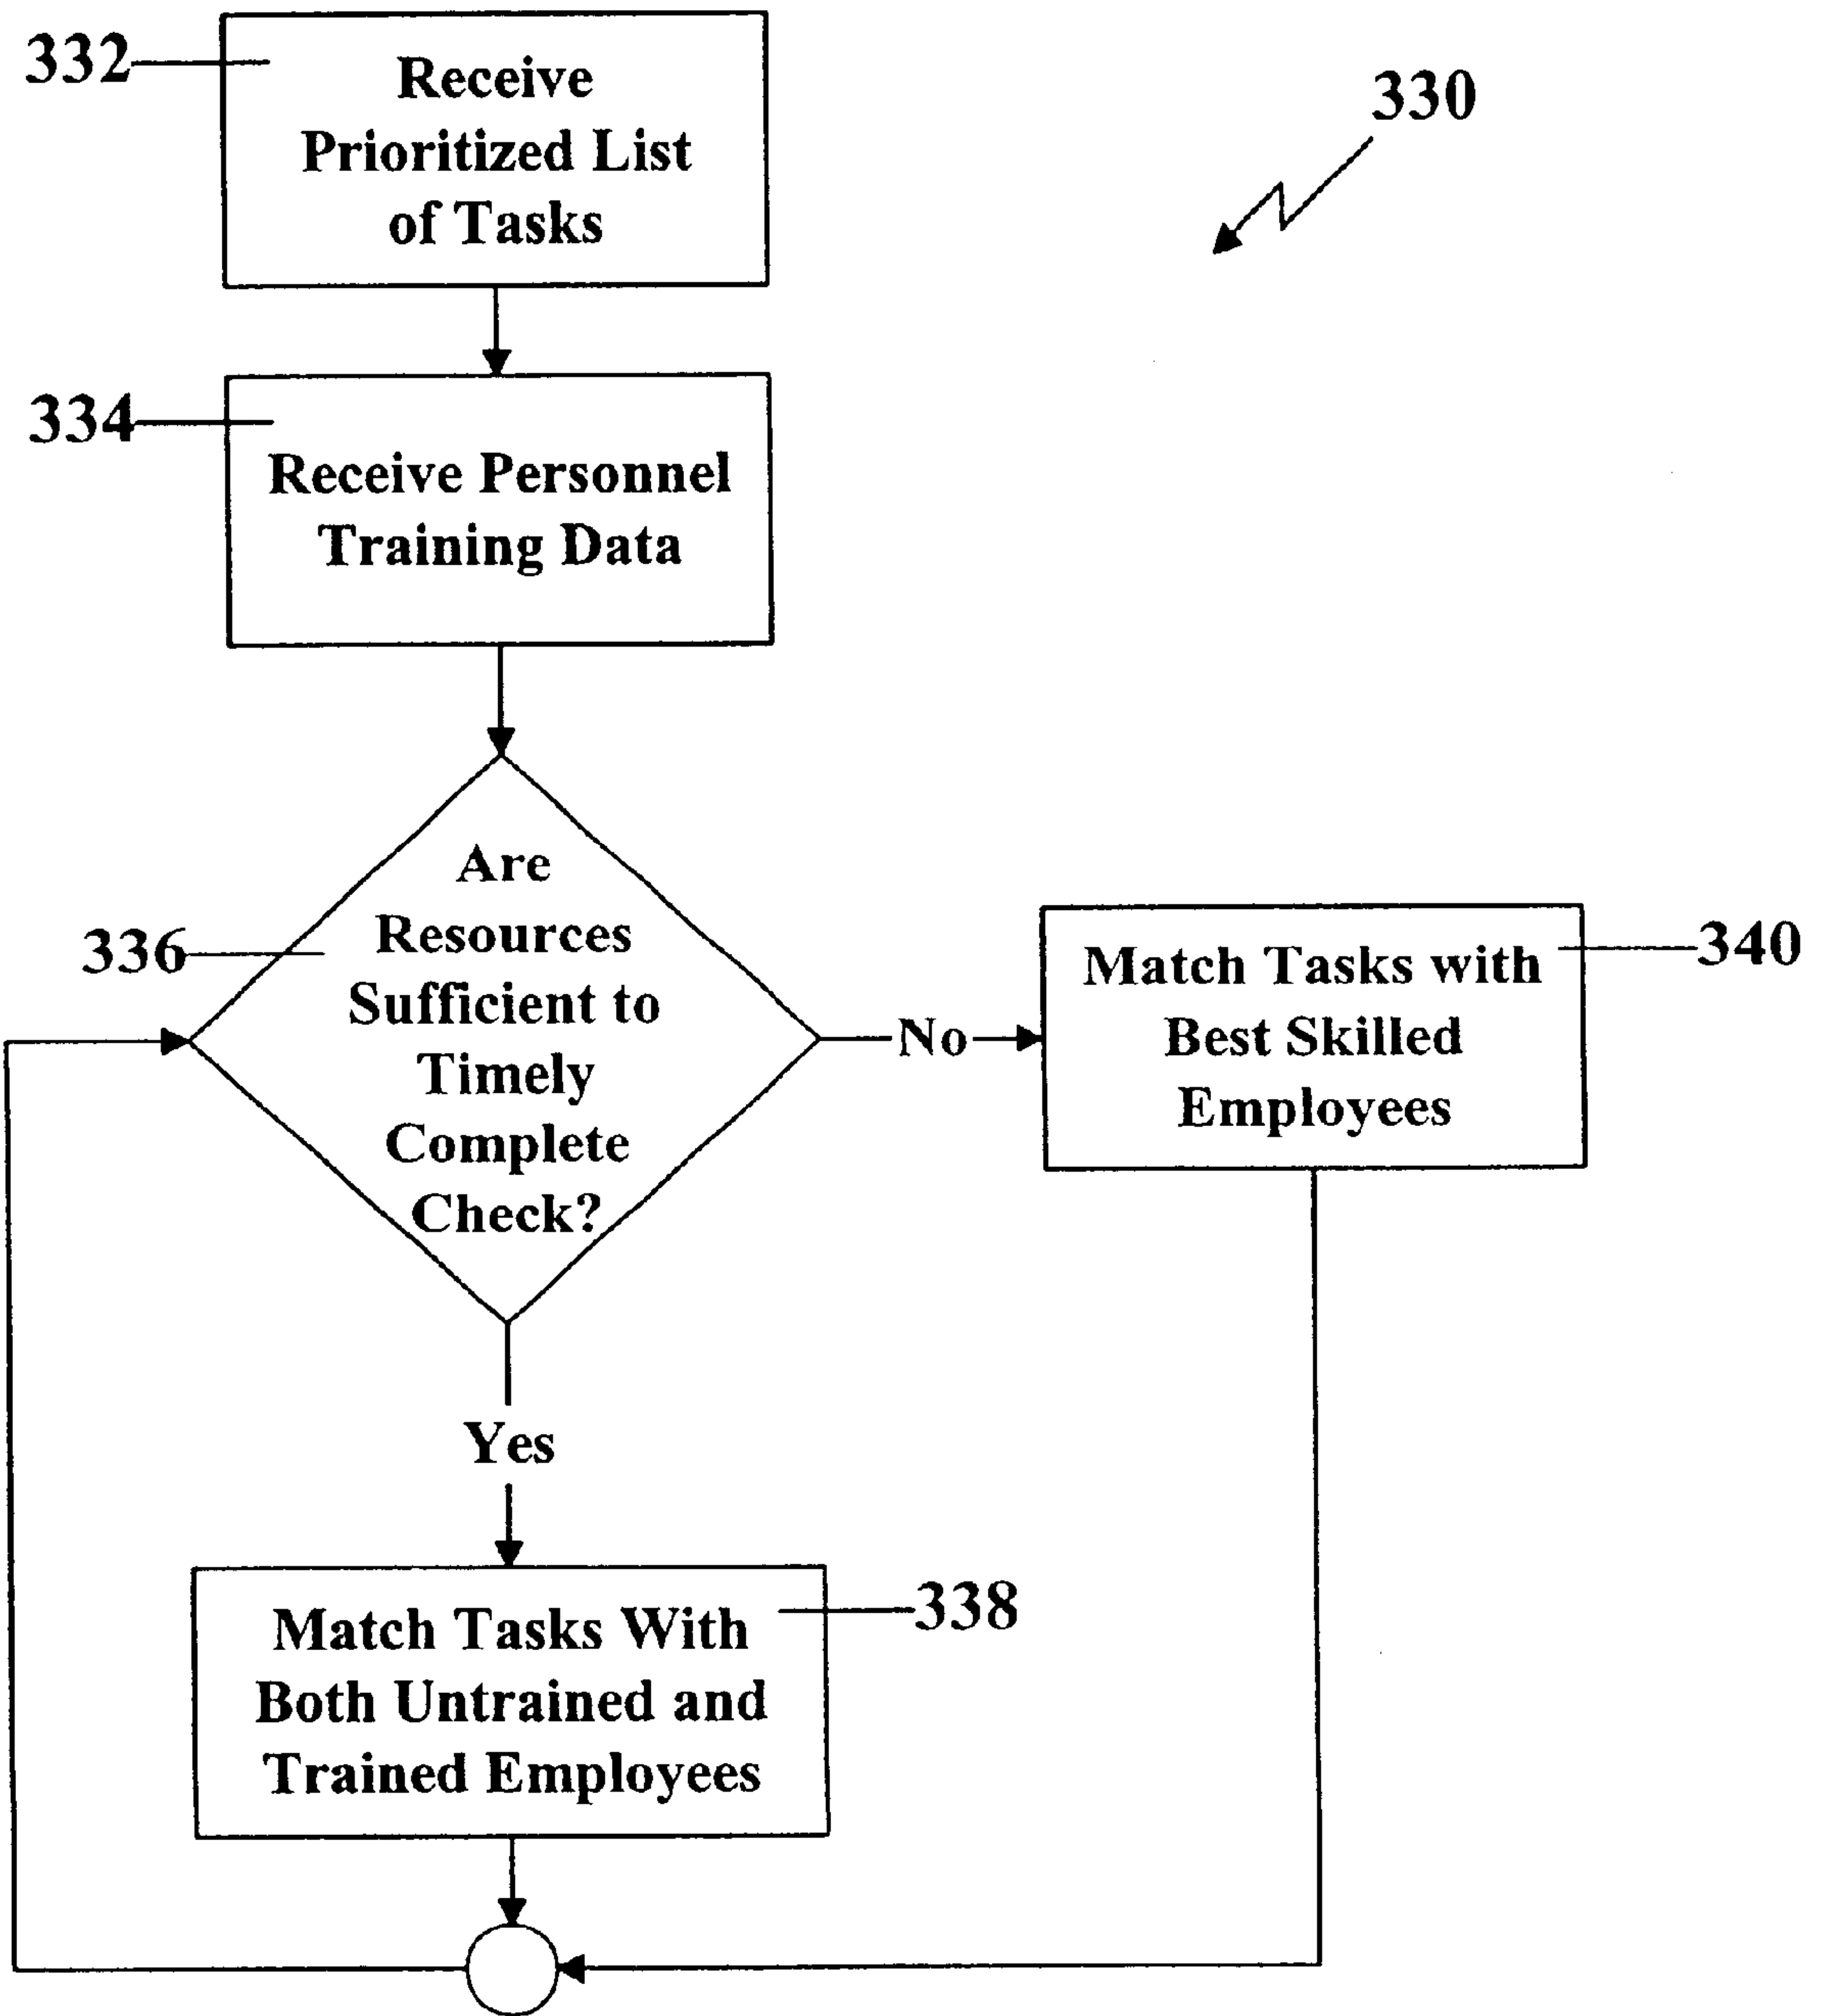 332
Receive
Prioritized List
of Tasks
330
334
Receive Personnel
Training Data
336
Are
Resources
Sufficient to
Timely
Complete
Check?
No
340
Match Tasks with
Best Skilled
Employees
Yes
338
Match Tasks With
Both Untrained and
Trained Employees